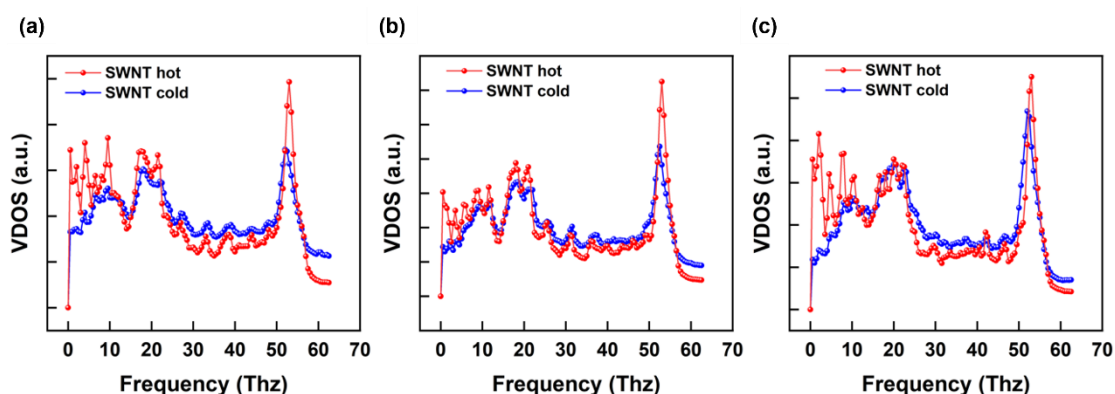 (a)
SWNT hot
SWNT cold
VDOS (a.u.)
0 10 20 30 40 50 60 70
Frequency (Thz)
(b)
SWNT hot
SWNT cold
VDOS (a.u.)
0 10 20 30 40 50 60 70
Frequency (Thz)
(c)
SWNT hot
SWNT cold
VDOS (a.u.)
0 10 20 30 40 50 60 70
Frequency (Thz)